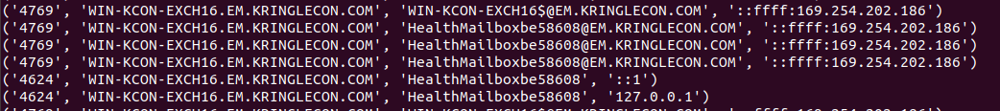 ('4769', 'WIN-KCON-EXCH16.EM.KRINGLECON.COM', 'WIN-KCON-EXCH16$@EM.KRINGLECON.COM', '::ffff:169.254.202.186')
('4769', 'WIN-KCON-EXCH16.EM.KRINGLECON.COM', 'HealthMailboxbe58608@EM.KRINGLECON.COM', '::ffff:169.254.202.186')
('4769', 'WIN-KCON-EXCH16.EM.KRINGLECON.COM', 'HealthMailboxbe58608@EM.KRINGLECON.COM', '::ffff:169.254.202.186')
('4769', 'WIN-KCON-EXCH16.EM.KRINGLECON.COM', 'HealthMailboxbe58608@EM.KRINGLECON.COM', '::ffff:169.254.202.186')
('4624', 'WIN-KCON-EXCH16.EM.KRINGLECON.COM', 'HealthMailboxbe58608', '::1')
('4624', 'WIN-KCON-EXCH16.EM.KRINGLECON.COM', 'HealthMailboxbe58608', '127.0.0.1')